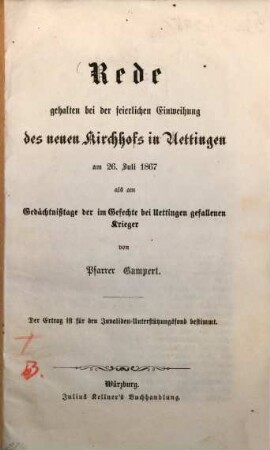 Rede
gehalten bei der feierlichen Einweihung
des neuen Kirchhofs in Uettingen
am 26. Juli 1867
als am
Gedächtnißtage der im Gefechte bei Uettingen gefallenen
Krieger
von
Pfarrer Gampert.
Der Ertrag ist für den Invaliden-Unterstützungsfond bestimmt.
B.
Würzburg.
Julius Kellner's Buchhandlung.